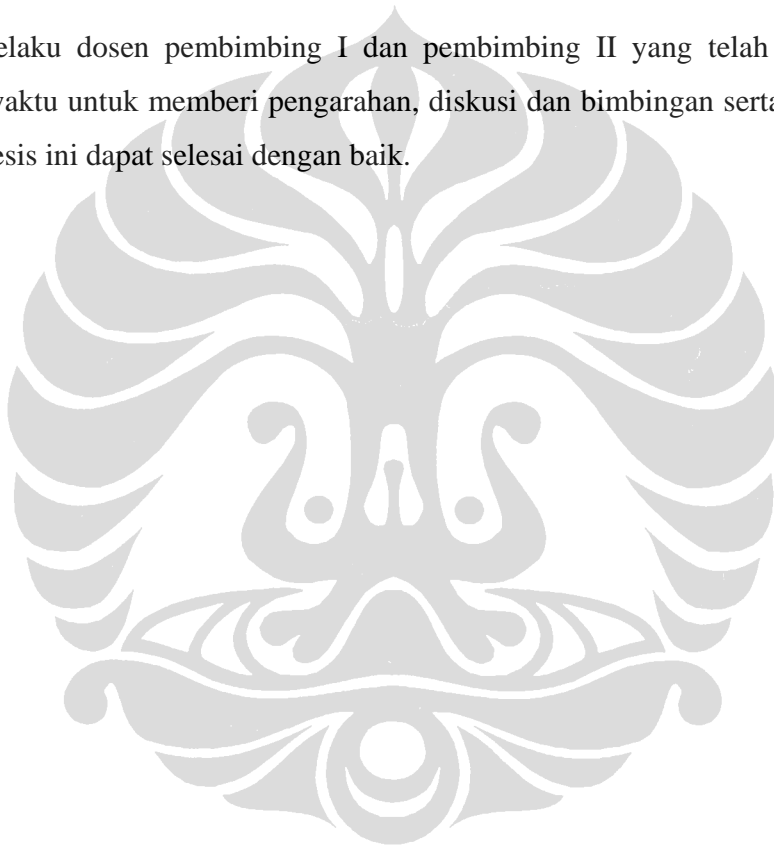 elaku dosen pembimbing I dan pembimbing II yang telah
waktu untuk memberi pengarahan, diskusi dan bimbingan serta
esis ini dapat selesai dengan baik.